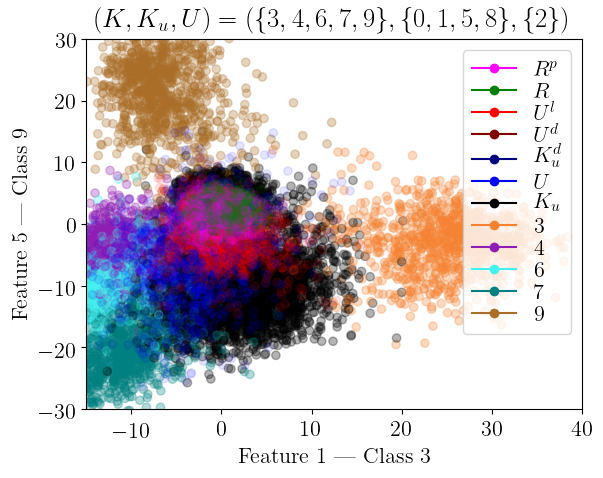 (K, K_u, U) = ({3, 4, 6, 7, 9}, {0, 1, 5, 8}, {2})
30
20
10
0
−10
−20
−30
Feature 5 — Class 9
R^p
R
U^l
U^d
K_u^d
U
K_u
3
4
6
7
9
−10
0
10
20
30
40
Feature 1 — Class 3